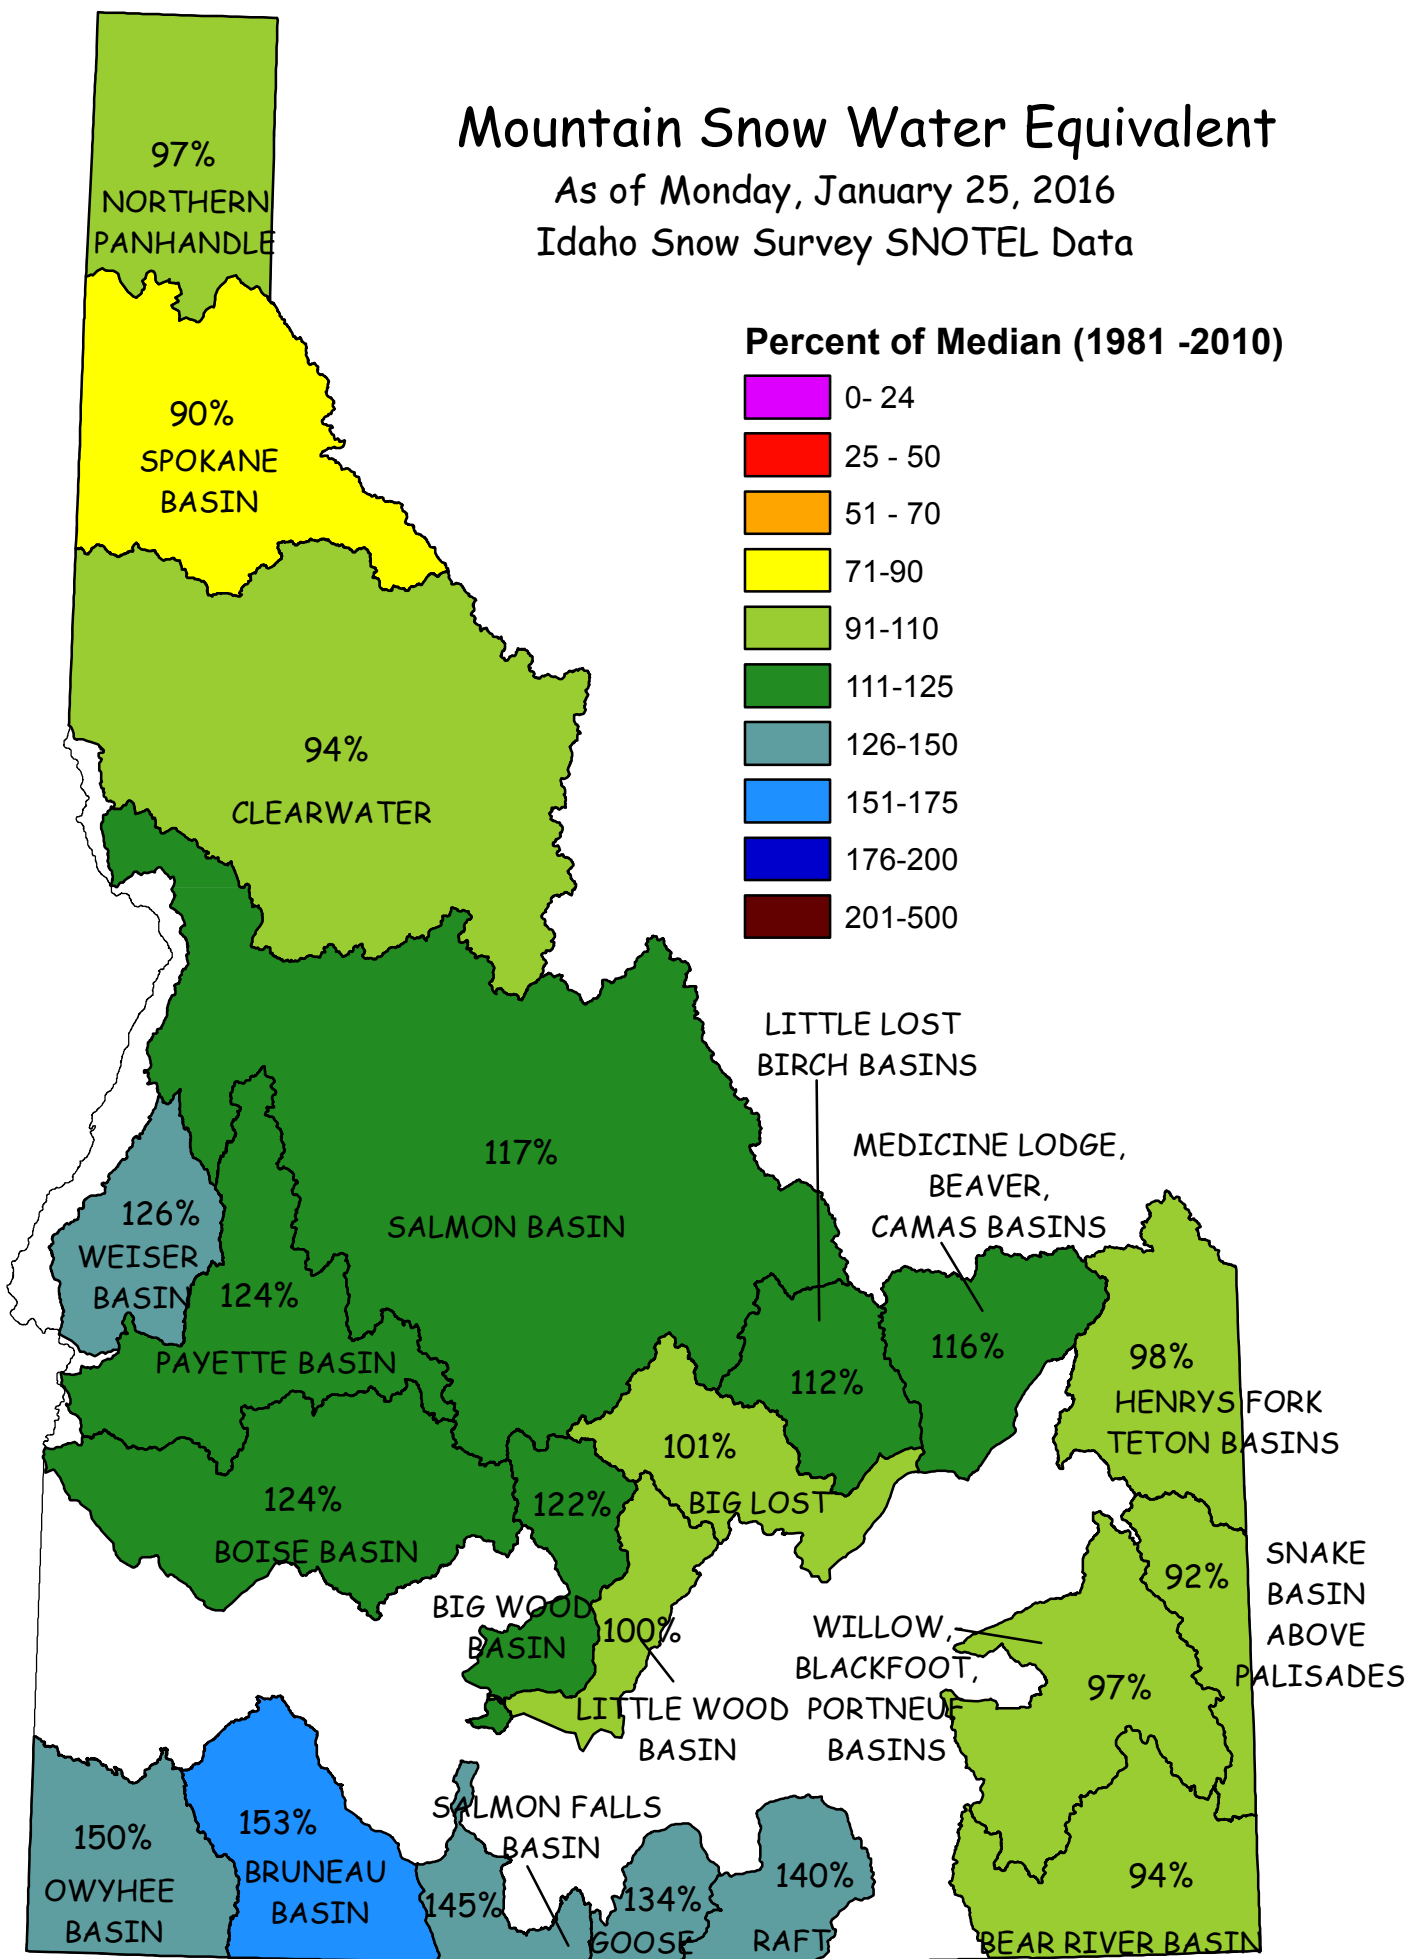 Mountain Snow Water Equivalent
As of Monday, January 25, 2016
Idaho Snow Survey SNOTEL Data
Percent of Median (1981 -2010)
0- 24
25 - 50
51 - 70
71-90
91-110
111-125
126-150
151-175
176-200
201-500
97%
NORTHERN
PANHANDLE
90%
SPOKANE
BASIN
94%
CLEARWATER
117%
SALMON BASIN
LITTLE LOST
BIRCH BASINS
112%
MEDICINE LODGE,
BEAVER,
CAMAS BASINS
116%
126%
WEISER
BASIN
124%
PAYETTE BASIN
98%
HENRYS FORK
TETON BASINS
101%
BIG LOST
124%
BOISE BASIN
122%
BIG WOOD
BASIN
100%
LITTLE WOOD
BASIN
92%
SNAKE
BASIN
ABOVE
PALISADES
WILLOW,
BLACKFOOT,
PORTNEUF
BASINS
97%
150%
OWYHEE
BASIN
153%
BRUNEAU
BASIN
SALMON FALLS
BASIN
145%
134%
GOOSE
140%
RAFT
94%
BEAR RIVER BASIN